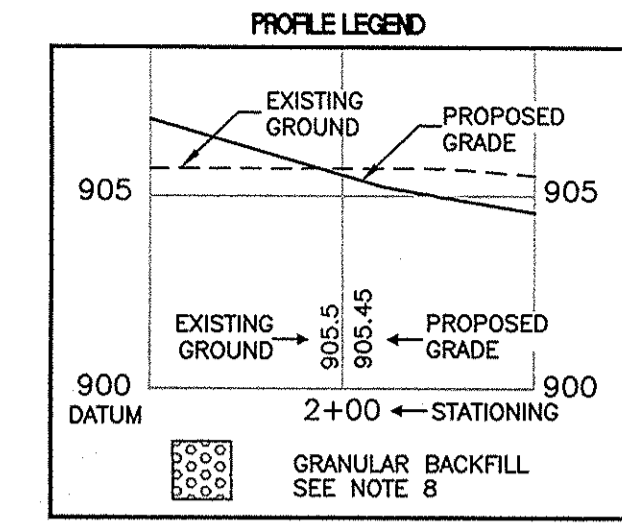 PROFILE LEGEND
EXISTING
GROUND
PROPOSED
GRADE
905
905
EXISTING
GROUND
905.5
905.45
PROPOSED
GRADE
900
900
DATUM
2+00
STATIONING
GRANULAR BACKFILL
SEE NOTE 8